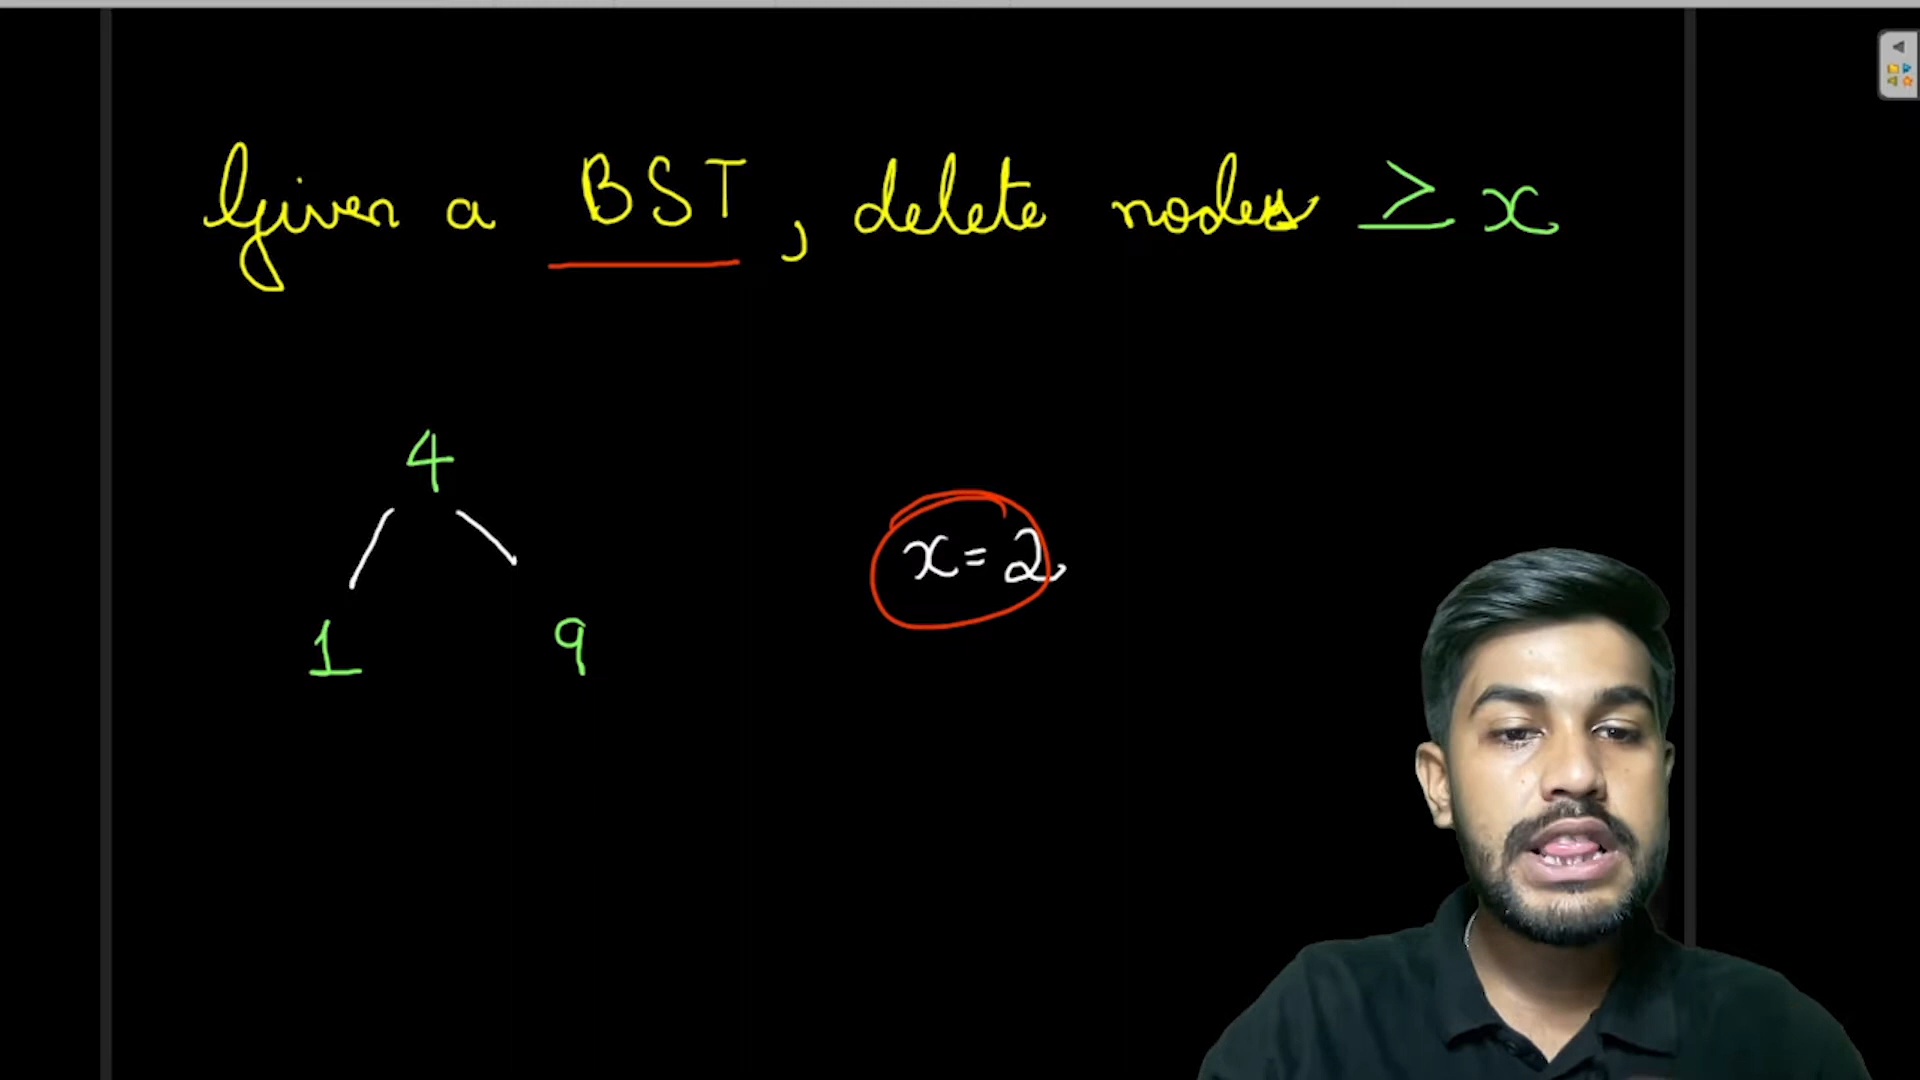 Given a BST, delete nodes ≥ x
4
x = 2
1 9